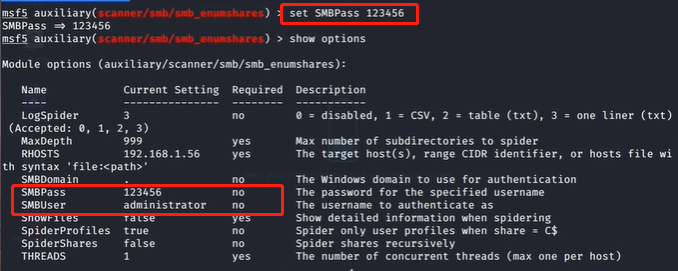 msf5 auxiliary(scanner/smb/smb_enumshares) > set SMBPass 123456
SMBPass => 123456
msf5 auxiliary(scanner/smb/smb_enumshares) > show options
Module options (auxiliary/scanner/smb/smb_enumshares):
Name Current Setting Required Description
---- --------------- -------- -----------
LogSpider 3 no 0 = disabled, 1 = CSV, 2 = table (txt), 3 = one liner (txt)
(Accepted: 0, 1, 2, 3)
MaxDepth 999 yes Max number of subdirectories to spider
RHOSTS 192.168.1.56 yes The target host(s), range CIDR identifier, or hosts file wi
th syntax 'file:<path>'
SMBDomain . no The Windows domain to use for authentication
SMBPass 123456 no The password for the specified username
SMBUser administrator no The username to authenticate as
ShowFiles false yes Show detailed information when spidering
SpiderProfiles true no Spider only user profiles when share = C$
SpiderShares false no Spider shares recursively
THREADS 1 yes The number of concurrent threads (max one per host)